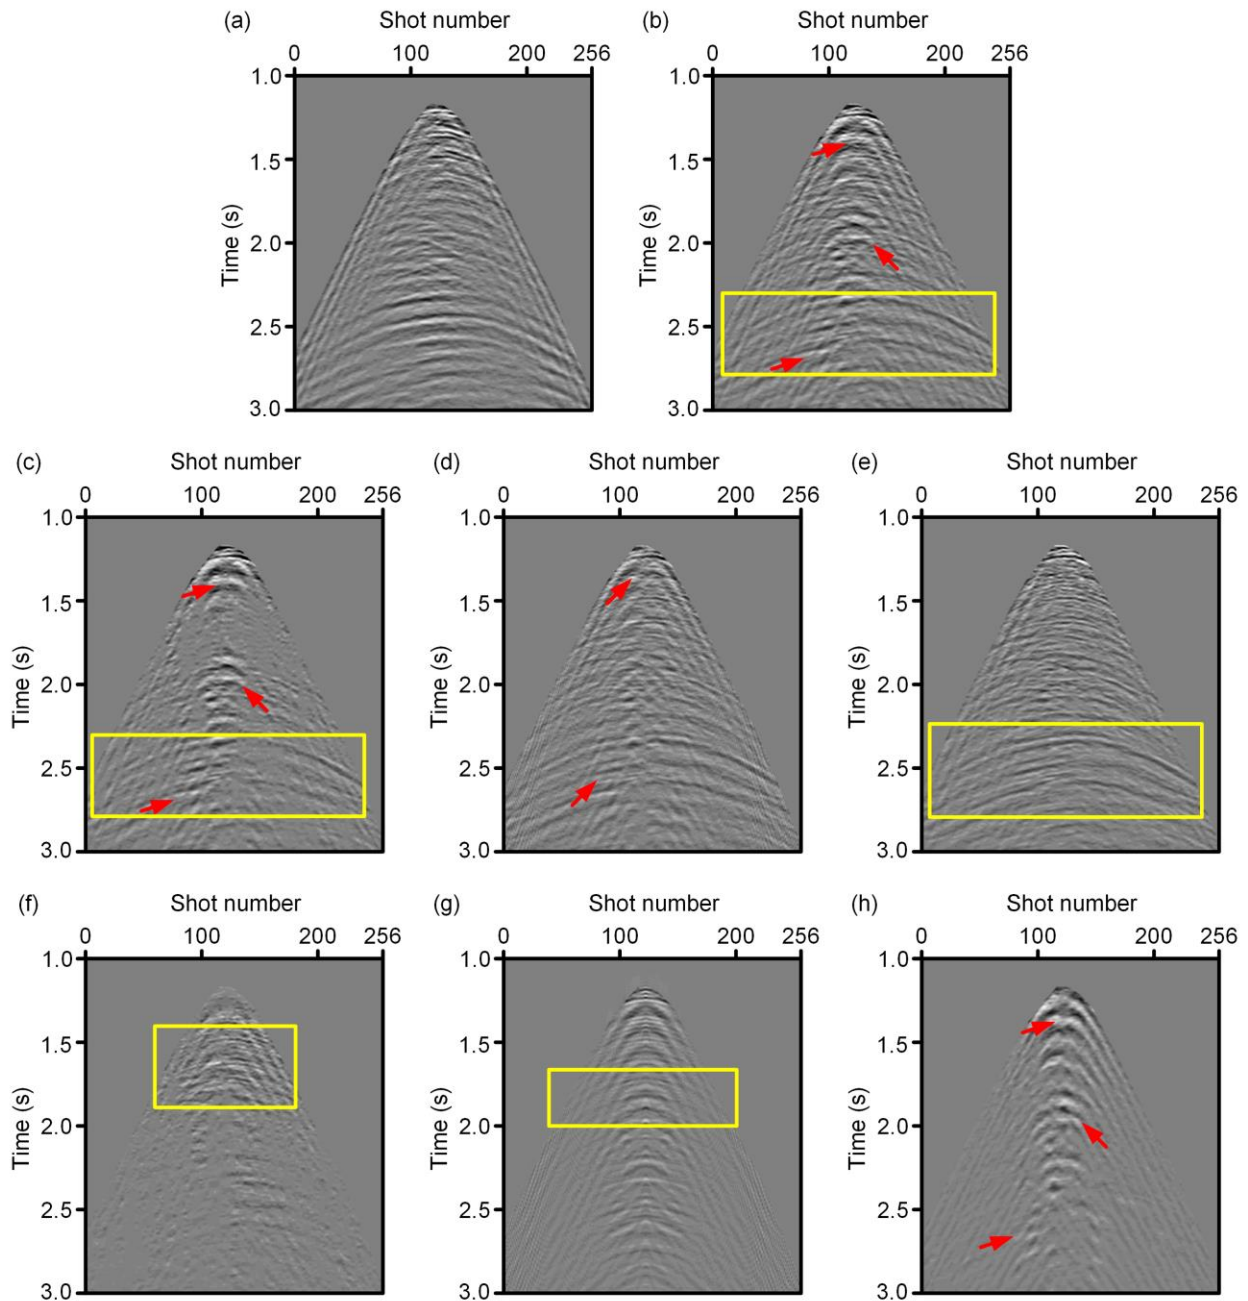 (a) Shot number (b) Shot number
0 100 200 256 0 100 200 256
1.0 1.0
1.5 1.5
Time (s) Time (s)
2.0 2.0
2.5 2.5
3.0 3.0
(c) Shot number (d) Shot number (e) Shot number
0 100 200 256 0 100 200 256 0 100 200 256
1.0 1.0 1.0
1.5 1.5 1.5
Time (s) Time (s) Time (s)
2.0 2.0 2.0
2.5 2.5 2.5
3.0 3.0 3.0
(f) Shot number (g) Shot number (h) Shot number
0 100 200 256 0 100 200 256 0 100 200 256
1.0 1.0 1.0
1.5 1.5 1.5
Time (s) Time (s) Time (s)
2.0 2.0 2.0
2.5 2.5 2.5
3.0 3.0 3.0